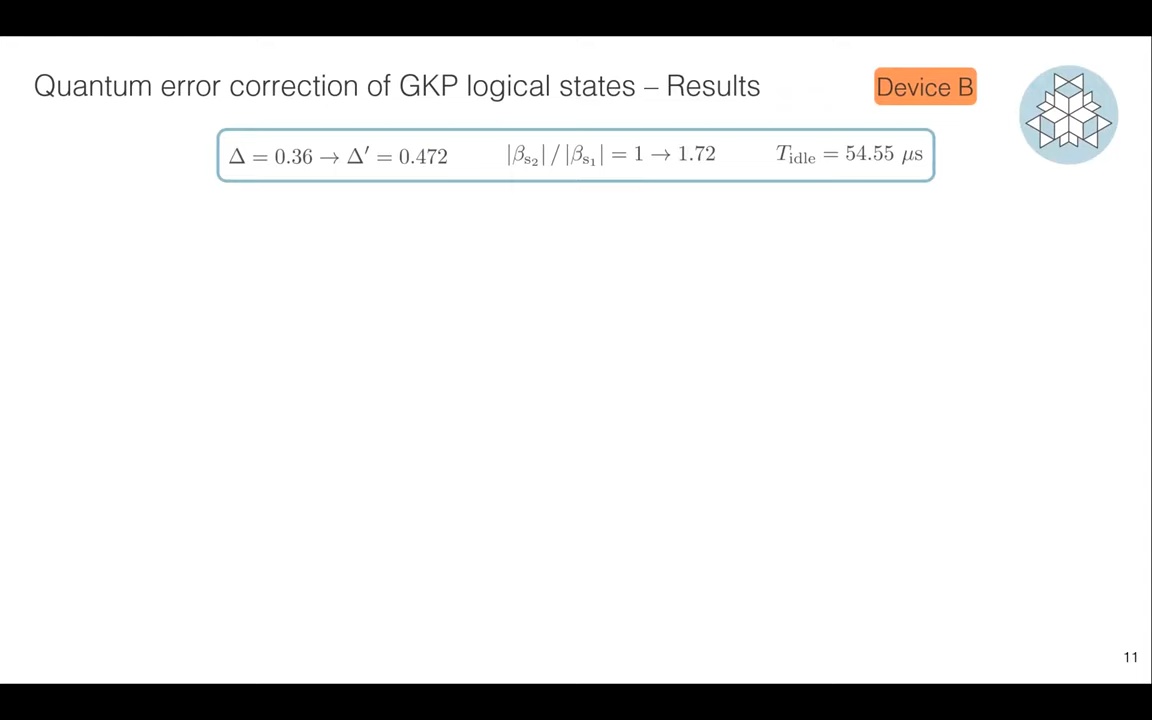 Quantum error correction of GKP logical states – Results
Device B
Δ = 0.36 → Δ′ = 0.472 |β_{s_2}| / |β_{s_1}| = 1 → 1.72 T_{idle} = 54.55 μs
11